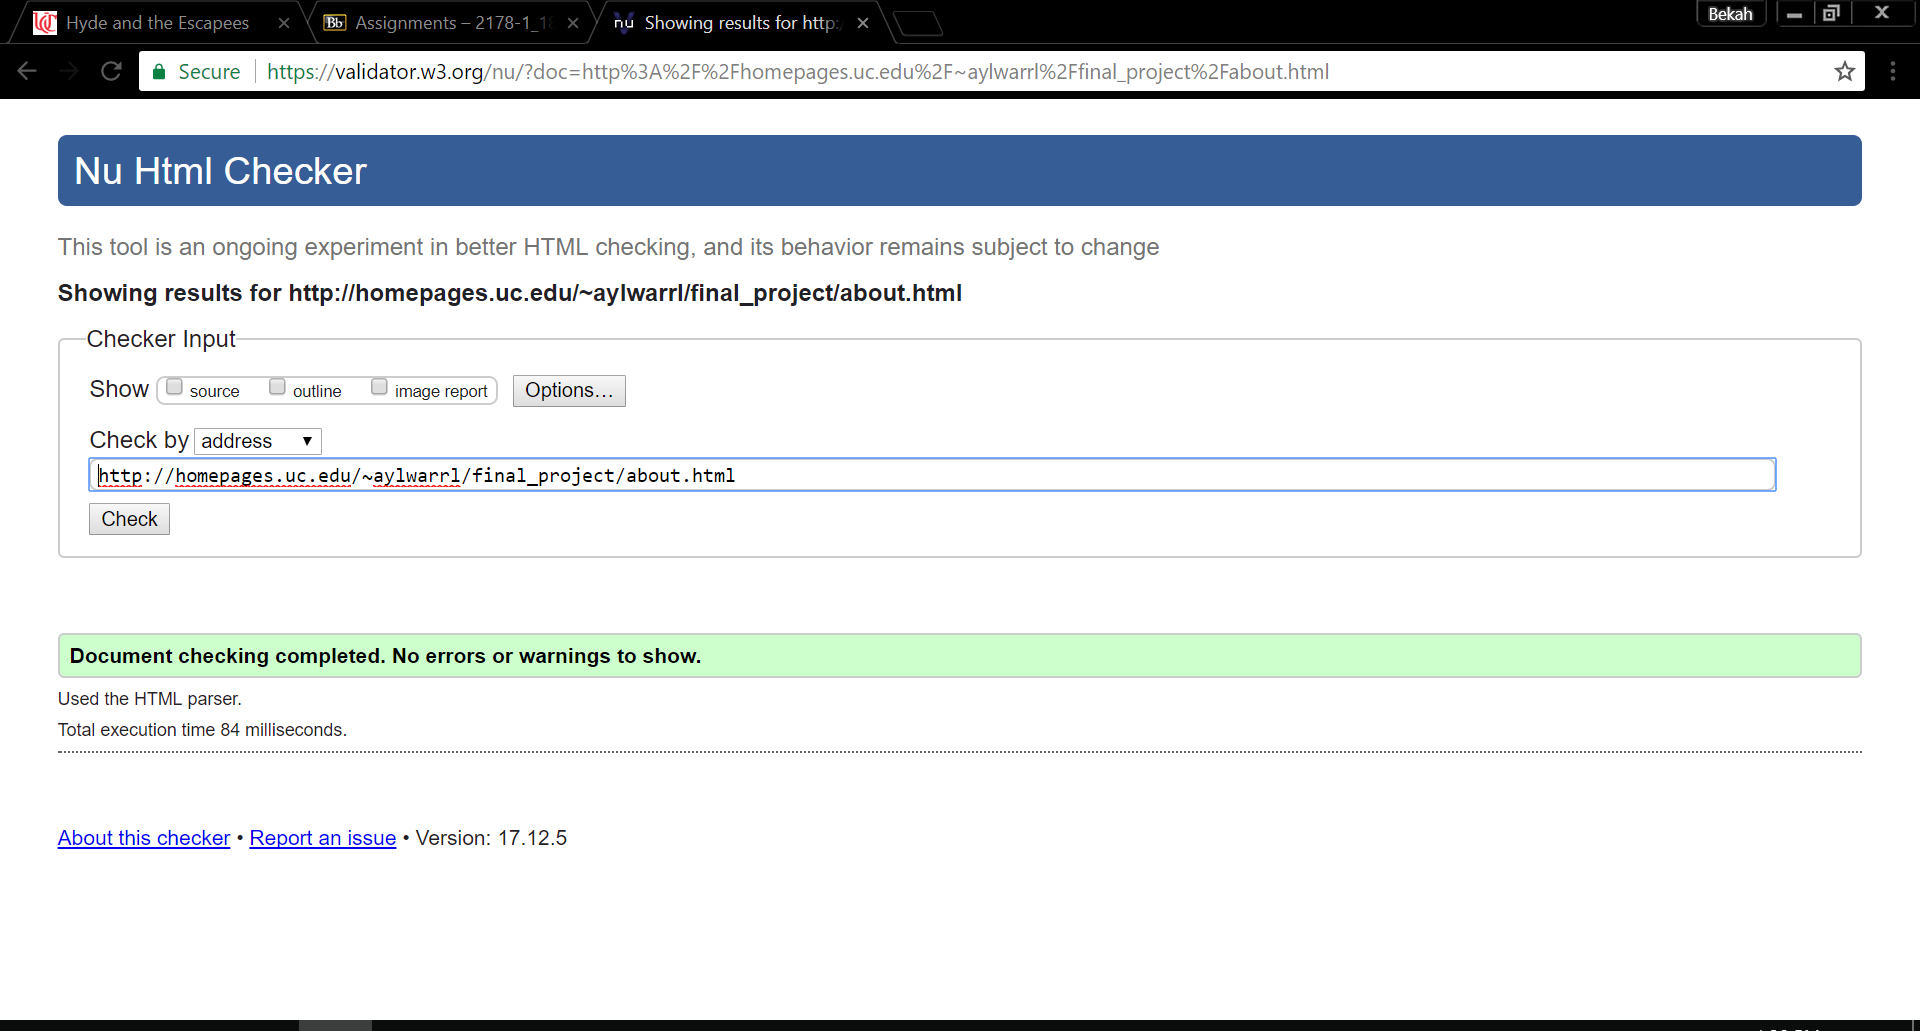 Hyde and the Escapees
Bb Assignments – 2178-1_18
nu Showing results for http:/
Bekah
Secure https://validator.w3.org/nu/?doc=http%3A%2F%2Fhomepages.uc.edu%2F~aylwarrl%2Ffinal_project%2Fabout.html
Nu Html Checker
This tool is an ongoing experiment in better HTML checking, and its behavior remains subject to change
Showing results for http://homepages.uc.edu/~aylwarrl/final_project/about.html
Checker Input
Show source outline image report Options...
Check by address
http://homepages.uc.edu/~aylwarrl/final_project/about.html
Check
Document checking completed. No errors or warnings to show.
Used the HTML parser.
Total execution time 84 milliseconds.
About this checker • Report an issue • Version: 17.12.5